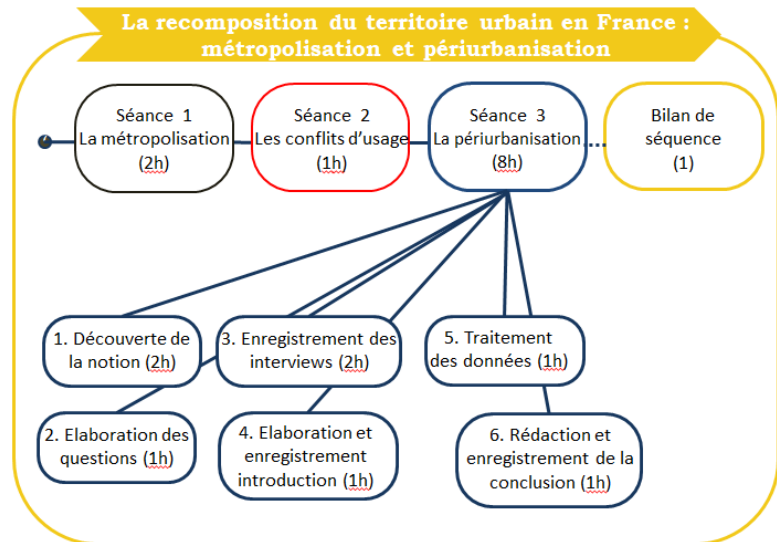 La recomposition du territoire urbain en France :
métropolisation et périurbanisation
Séance 1
La métropolisation
(2h)
Séance 2
Les conflits d'usage
(1h)
Séance 3
La périurbanisation
(8h)
Bilan de
séquence
(1)
1. Découverte de
la notion (2h)
2. Elaboration des
questions (1h)
3. Enregistrement des
interviews (2h)
4. Elaboration et
enregistrement
introduction (1h)
5. Traitement
des données (1h)
6. Rédaction et
enregistrement de la
conclusion (1h)